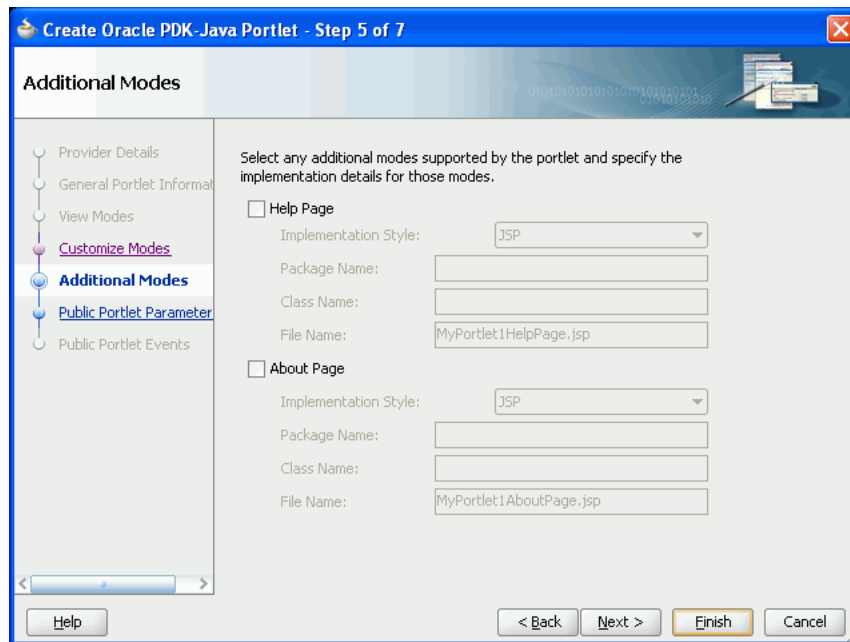 Create Oracle PDK-Java Portlet - Step 5 of 7
Additional Modes
Provider Details
General Portlet Informat
View Modes
Customize Modes
Additional Modes
Public Portlet Parameter
Public Portlet Events
Select any additional modes supported by the portlet and specify the
implementation details for those modes.
Help Page
Implementation Style: JSP
Package Name:
Class Name:
File Name: MyPortlet1HelpPage.jsp
About Page
Implementation Style: JSP
Package Name:
Class Name:
File Name: MyPortlet1AboutPage.jsp
Help < Back Next > Finish Cancel